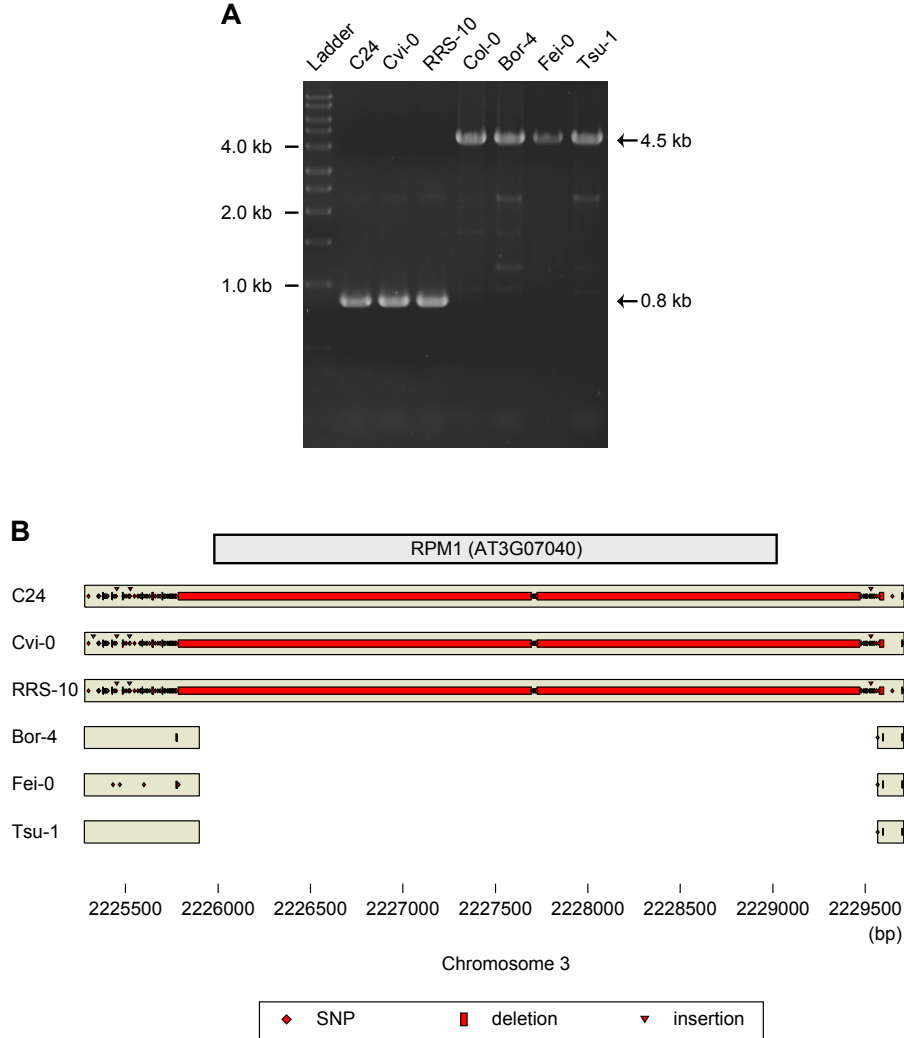 A
Ladder C24 Cvi-0 RRS-10 Col-0 Bor-4 Fei-0 Tsu-1
4.0 kb
4.5 kb
2.0 kb
1.0 kb
0.8 kb
B
RPM1 (AT3G07040)
C24
Cvi-0
RRS-10
Bor-4
Fei-0
Tsu-1
2225500 2226000 2226500 2227000 2227500 2228000 2228500 2229000 2229500
(bp)
Chromosome 3
SNP deletion insertion